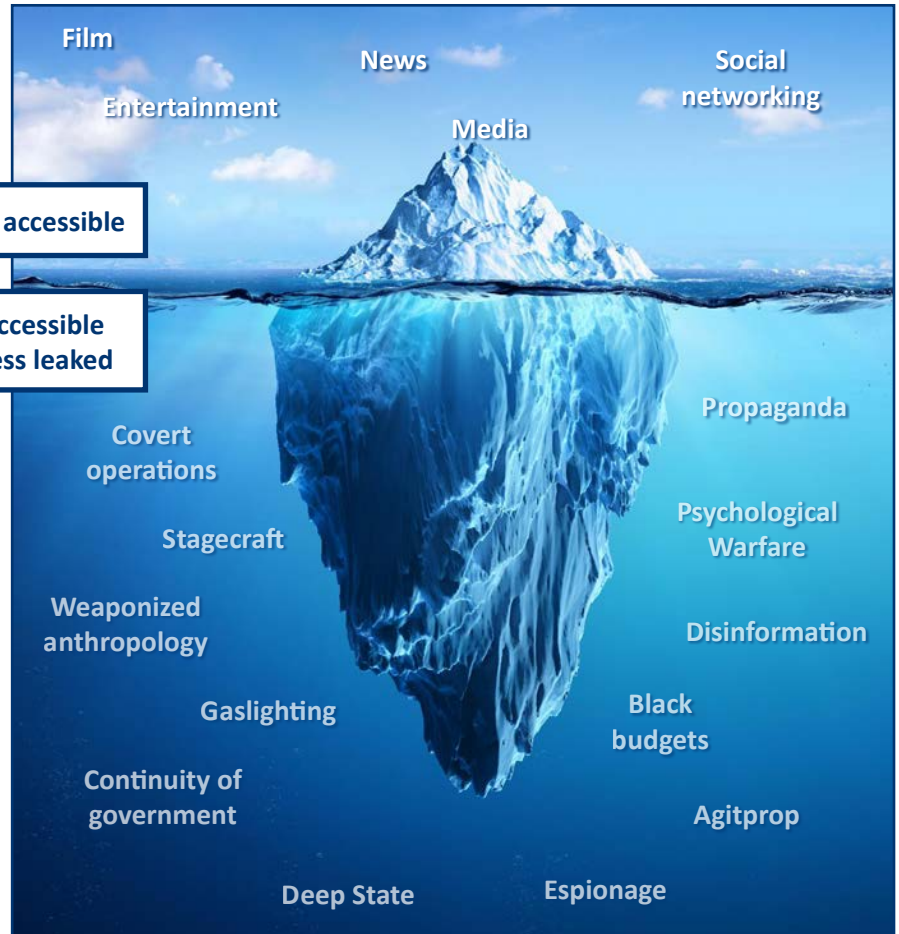 Film
News
Social
networking
Entertainment
Media
accessible
leaked
Propaganda
Covert
operations
Psychological
Warfare
Stagecraft
Weaponized
anthropology
Disinformation
Gaslighting
Black
budgets
Continuity of
government
Agitprop
Deep State
Espionage